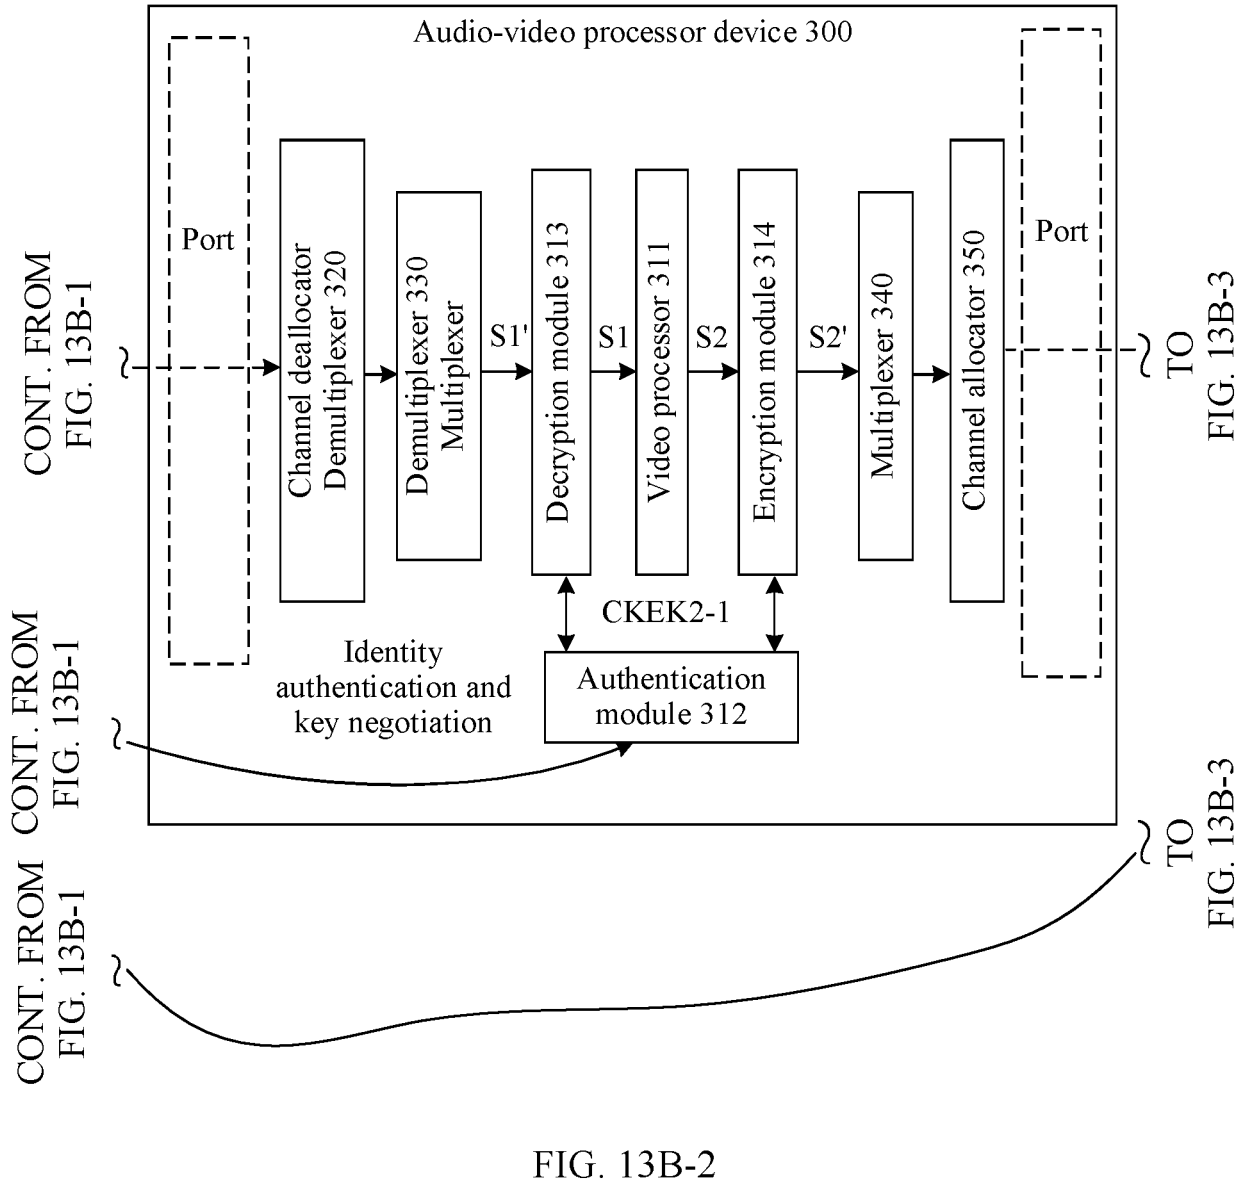 Audio-video processor device 300
Port
Channel deallocator
Demultiplexer 320
Demultiplexer 330
Multiplexer
S1'
Decryption module 313
S1
Video processor 311
S2
Encryption module 314
S2'
Multiplexer 340
Channel allocator 350
Port
CONT. FROM
FIG. 13B-1
TO
FIG. 13B-3
CKEK2-1
Identity
authentication and
key negotiation
Authentication
module 312
CONT. FROM
FIG. 13B-1
TO
FIG. 13B-3
CONT. FROM
FIG. 13B-1
FIG. 13B-2